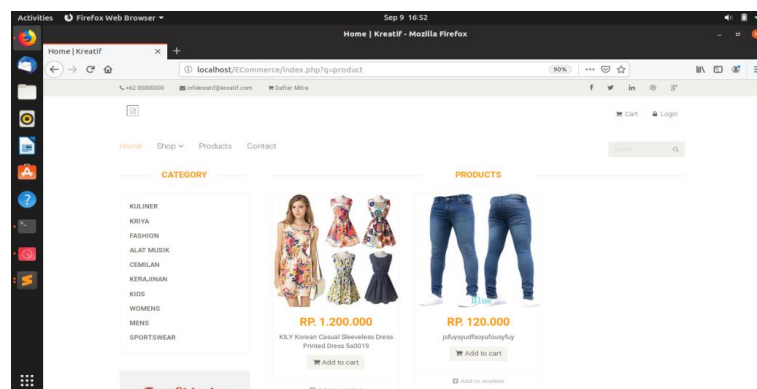 Activities Firefox Web Browser Sep 9 16:52
Home | Kreatif - Mozilla Firefox
Home | Kreatif
localhost/ECommerce/index.php?q=product 90%
+62 00000000 infokreatif@kreatif.com Daftar Mitra
Cart Login
Home Shop Products Contact Search
CATEGORY
KULINER
KRIYA
FASHION
ALAT MUSIK
CEMILAN
KERAJINAN
KIDS
WOMENS
MENS
SPORTSWEAR
PRODUCTS
RP. 1.200.000
KILY Korean Casual Sleeveless Dress
Printed Dress 5a0019
Add to cart
Blue
RP. 120.000
jsfuysyudfioyufousyfuy
Add to cart
Add to wishlist